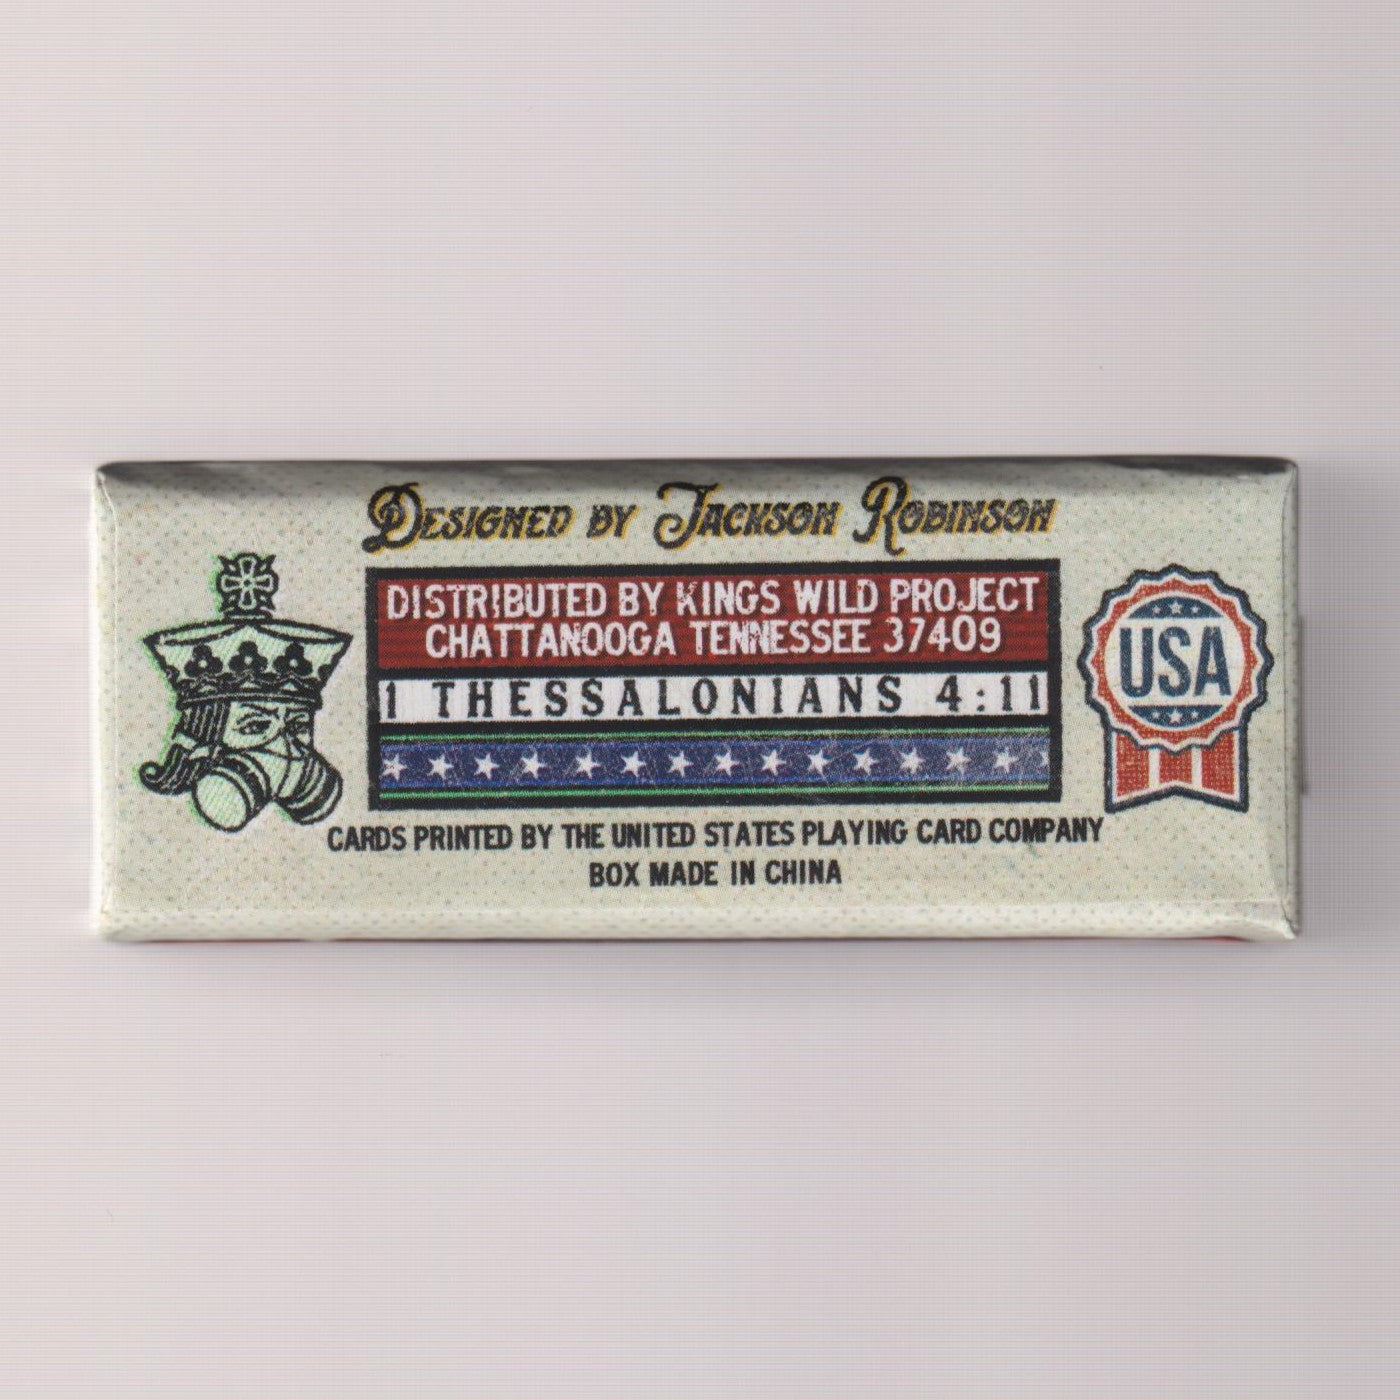 DESIGNED BY JACKSON ROBINSON
DISTRIBUTED BY KINGS WILD PROJECT
CHATTANOOGA TENNESSEE 37409
1 THESSALONIANS 4:11
USA
CARDS PRINTED BY THE UNITED STATES PLAYING CARD COMPANY
BOX MADE IN CHINA